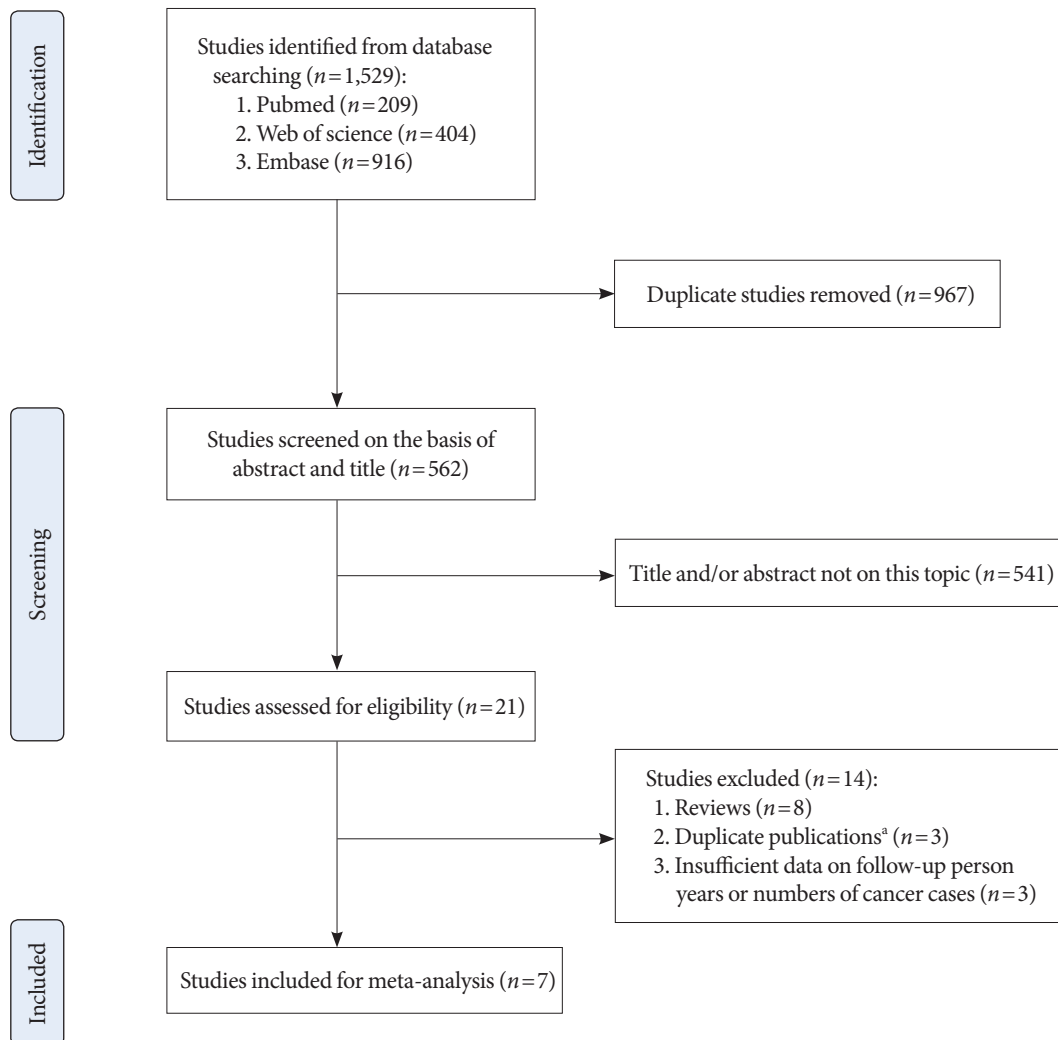 Identification
Studies identified from database
searching (n=1,529):
1. Pubmed (n=209)
2. Web of science (n=404)
3. Embase (n=916)
Duplicate studies removed (n=967)
Screening
Studies screened on the basis of
abstract and title (n=562)
Title and/or abstract not on this topic (n=541)
Studies assessed for eligibility (n=21)
Studies excluded (n=14):
1. Reviews (n=8)
2. Duplicate publicationsᵃ (n=3)
3. Insufficient data on follow-up person
years or numbers of cancer cases (n=3)
Included
Studies included for meta-analysis (n=7)